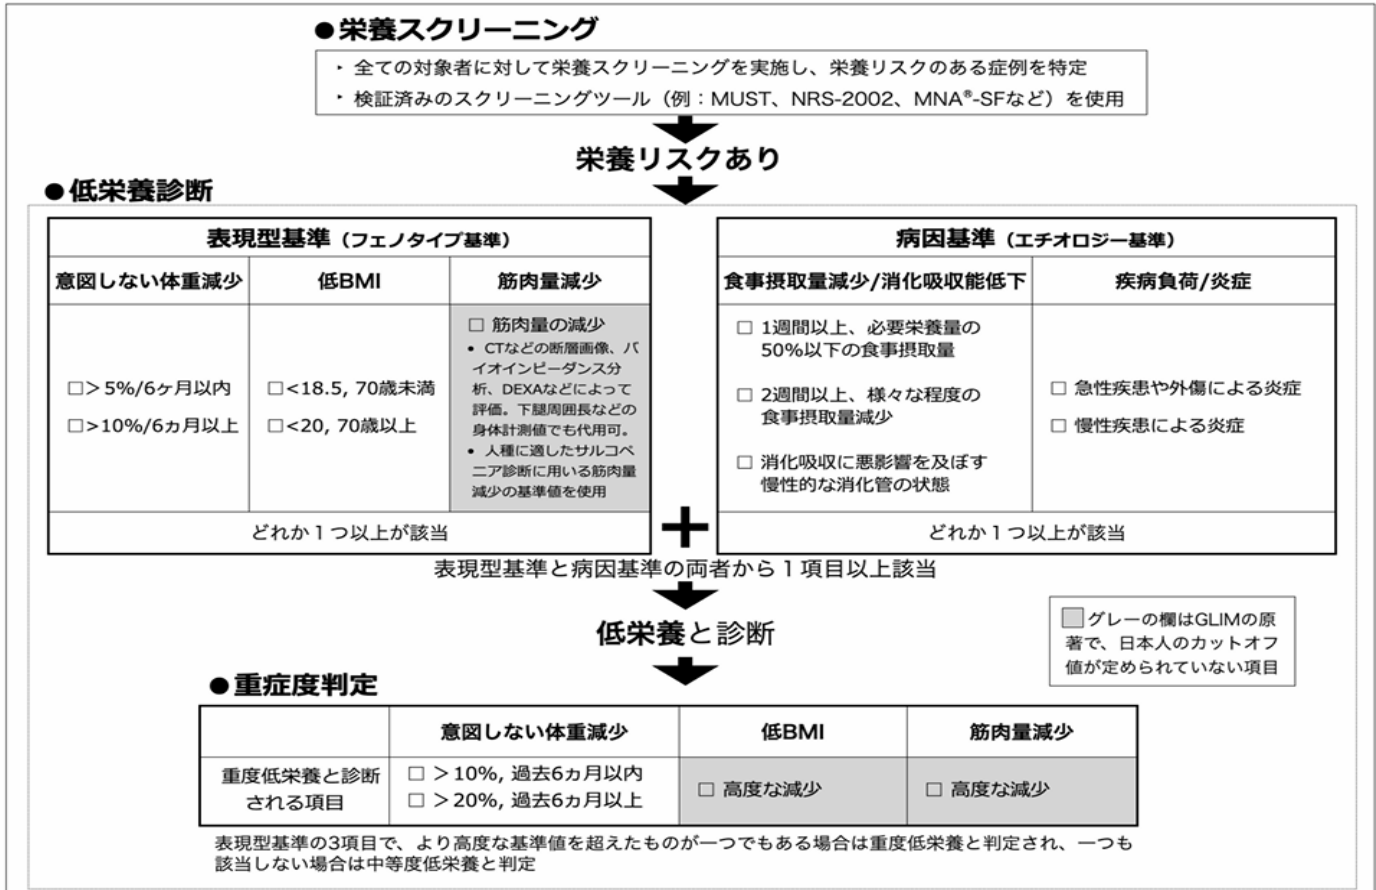 ●栄養スクリーニング
‣ 全ての対象者に対して栄養スクリーニングを実施し、栄養リスクのある症例を特定
‣ 検証済みのスクリーニングツール（例：MUST、NRS-2002、MNA®-SFなど）を使用
栄養リスクあり
●低栄養診断
表現型基準（フェノタイプ基準）
意図しない体重減少
低BMI
筋肉量減少
□＞5%/6ヶ月以内
□>10%/6ヵ月以上
□<18.5, 70歳未満
□<20, 70歳以上
□ 筋肉量の減少
• CTなどの断層画像、バ
イオインピーダンス分
析、DEXAなどによって
評価。下腿周囲長などの
身体計測値でも代用可。
• 人種に適したサルコペ
ニア診断に用いる筋肉量
減少の基準値を使用
どれか１つ以上が該当
＋
病因基準（エチオロジー基準）
食事摂取量減少/消化吸収能低下
疾病負荷/炎症
□ 1週間以上、必要栄養量の
50%以下の食事摂取量
□ 2週間以上、様々な程度の
食事摂取量減少
□ 消化吸収に悪影響を及ぼす
慢性的な消化管の状態
□ 急性疾患や外傷による炎症
□ 慢性疾患による炎症
どれか１つ以上が該当
表現型基準と病因基準の両者から１項目以上該当
低栄養と診断
グレーの欄はGLIMの原
著で、日本人のカットオフ
値が定められていない項目
●重症度判定
意図しない体重減少
低BMI
筋肉量減少
重度低栄養と診断
される項目
□ ＞10%, 過去6ヵ月以内
□ ＞20%, 過去6ヵ月以上
□ 高度な減少
□ 高度な減少
表現型基準の3項目で、より高度な基準値を超えたものが一つでもある場合は重度低栄養と判定され、一つも
該当しない場合は中等度低栄養と判定